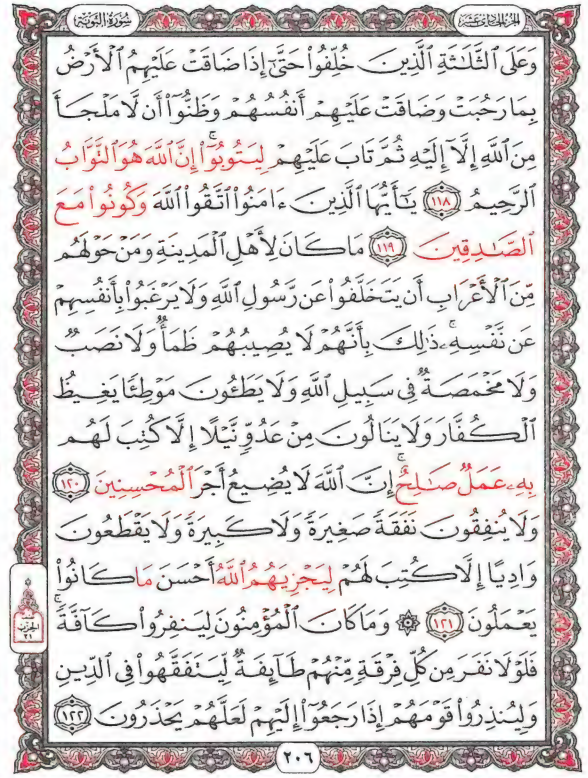 الجزء الحادي عشر
سورة التوبة
وَعَلَى ٱلثَّلَٰثَةِ ٱلَّذِينَ خُلِّفُوا۟ حَتَّىٰٓ إِذَا ضَاقَتْ عَلَيْهِمُ ٱلْأَرْضُ
بِمَا رَحُبَتْ وَضَاقَتْ عَلَيْهِمْ أَنفُسُهُمْ وَظَنُّوٓا۟ أَن لَّا مَلْجَأَ
مِنَ ٱللَّهِ إِلَّآ إِلَيْهِ ثُمَّ تَابَ عَلَيْهِمْ لِيَتُوبُوٓا۟ ۚ إِنَّ ٱللَّهَ هُوَ ٱلتَّوَّابُ
ٱلرَّحِيمُ ١١٨ يَٰٓأَيُّهَا ٱلَّذِينَ ءَامَنُوا۟ ٱتَّقُوا۟ ٱللَّهَ وَكُونُوا۟ مَعَ
ٱلصَّٰدِقِينَ ١١٩ مَا كَانَ لِأَهْلِ ٱلْمَدِينَةِ وَمَنْ حَوْلَهُم
مِّنَ ٱلْأَعْرَابِ أَن يَتَخَلَّفُوا۟ عَن رَّسُولِ ٱللَّهِ وَلَا يَرْغَبُوا۟ بِأَنفُسِهِمْ
عَن نَّفْسِهِۦ ۚ ذَٰلِكَ بِأَنَّهُمْ لَا يُصِيبُهُمْ ظَمَأٌ وَلَا نَصَبٌ
وَلَا مَخْمَصَةٌ فِى سَبِيلِ ٱللَّهِ وَلَا يَطَـُٔونَ مَوْطِئًا يَغِيظُ
ٱلْكُفَّارَ وَلَا يَنَالُونَ مِنْ عَدُوٍّ نَّيْلًا إِلَّا كُتِبَ لَهُم
بِهِۦ عَمَلٌ صَٰلِحٌ ۚ إِنَّ ٱللَّهَ لَا يُضِيعُ أَجْرَ ٱلْمُحْسِنِينَ ١٢٠
وَلَا يُنفِقُونَ نَفَقَةً صَغِيرَةً وَلَا كَبِيرَةً وَلَا يَقْطَعُونَ
وَادِيًا إِلَّا كُتِبَ لَهُمْ لِيَجْزِيَهُمُ ٱللَّهُ أَحْسَنَ مَا كَانُوا۟
يَعْمَلُونَ ١٢١ ۞ وَمَا كَانَ ٱلْمُؤْمِنُونَ لِيَنفِرُوا۟ كَآفَّةً ۚ
فَلَوْلَا نَفَرَ مِن كُلِّ فِرْقَةٍ مِّنْهُمْ طَآئِفَةٌ لِّيَتَفَقَّهُوا۟ فِى ٱلدِّينِ
وَلِيُنذِرُوا۟ قَوْمَهُمْ إِذَا رَجَعُوٓا۟ إِلَيْهِمْ لَعَلَّهُمْ يَحْذَرُونَ ١٢٢
الحزب
٢١
٢٠٦